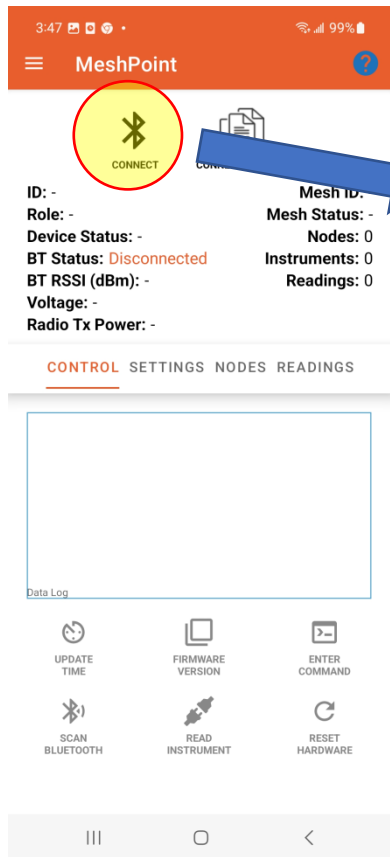 3:47 99%
MeshPoint
?
CONNECT
ID: - Mesh ID:
Role: - Mesh Status: -
Device Status: - Nodes: 0
BT Status: Disconnected Instruments: 0
BT RSSI (dBm): - Readings: 0
Voltage: -
Radio Tx Power: -
CONTROL SETTINGS NODES READINGS
Data Log
UPDATE TIME
FIRMWARE VERSION
ENTER COMMAND
SCAN BLUETOOTH
READ INSTRUMENT
RESET HARDWARE